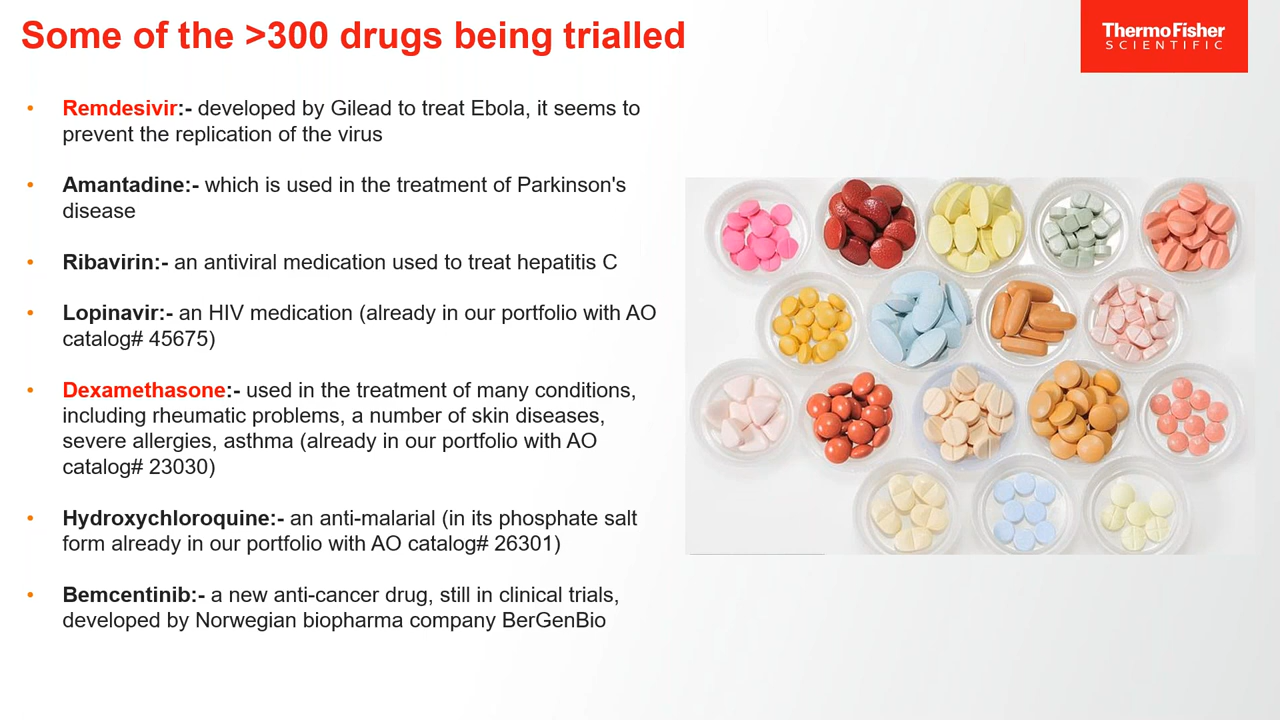 Some of the >300 drugs being trialled
ThermoFisher
SCIENTIFIC
• Remdesivir:- developed by Gilead to treat Ebola, it seems to
prevent the replication of the virus
• Amantadine:- which is used in the treatment of Parkinson's
disease
• Ribavirin:- an antiviral medication used to treat hepatitis C
• Lopinavir:- an HIV medication (already in our portfolio with AO
catalog# 45675)
• Dexamethasone:- used in the treatment of many conditions,
including rheumatic problems, a number of skin diseases,
severe allergies, asthma (already in our portfolio with AO
catalog# 23030)
• Hydroxychloroquine:- an anti-malarial (in its phosphate salt
form already in our portfolio with AO catalog# 26301)
• Bemcentinib:- a new anti-cancer drug, still in clinical trials,
developed by Norwegian biopharma company BerGenBio